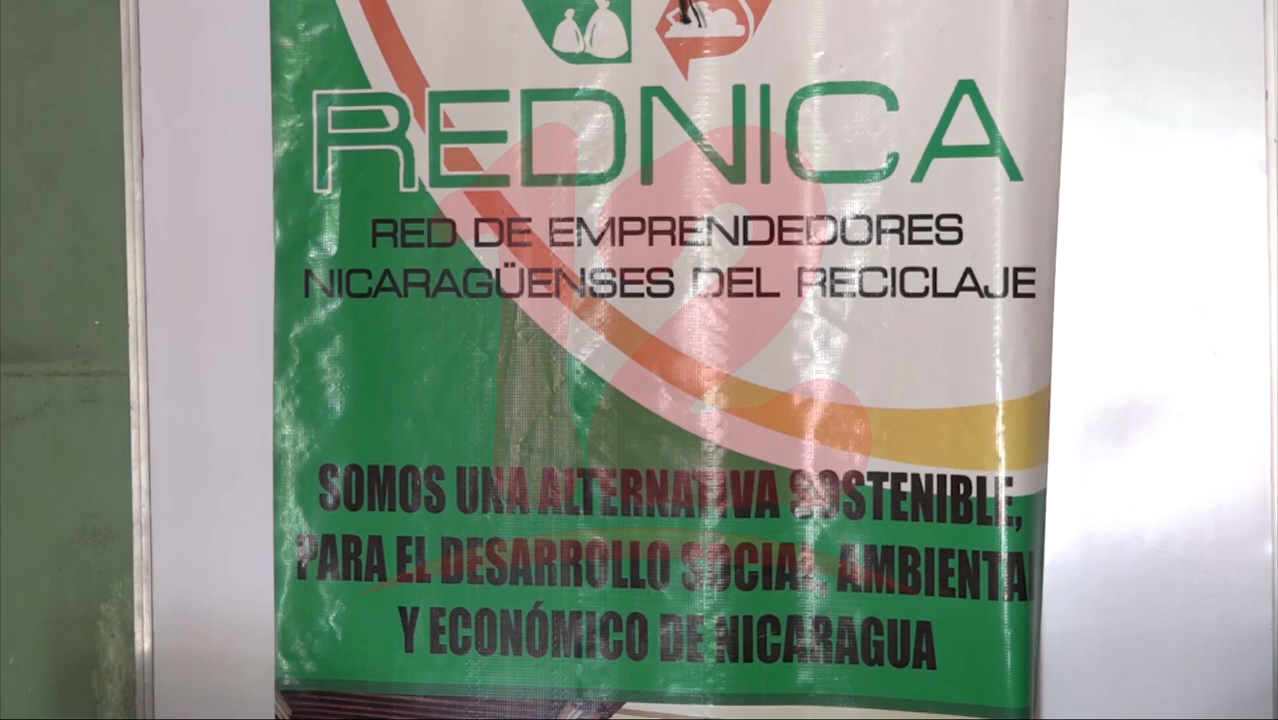 REDNICA
RED DE EMPRENDEDORES
NICARAGÜENSES DEL RECICLAJE
12
SOMOS UNA ALTERNATIVA SOSTENIBLE,
PARA EL DESARROLLO SOCIAL, AMBIENTAL
Y ECONÓMICO DE NICARAGUA